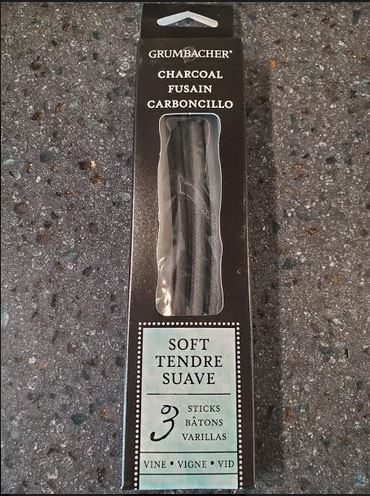 GRUMBACHER®
CHARCOAL
FUSAIN
CARBONCILLO
SOFT
TENDRE
SUAVE
3
STICKS
BÂTONS
VARILLAS
VINE • VIGNE • VID